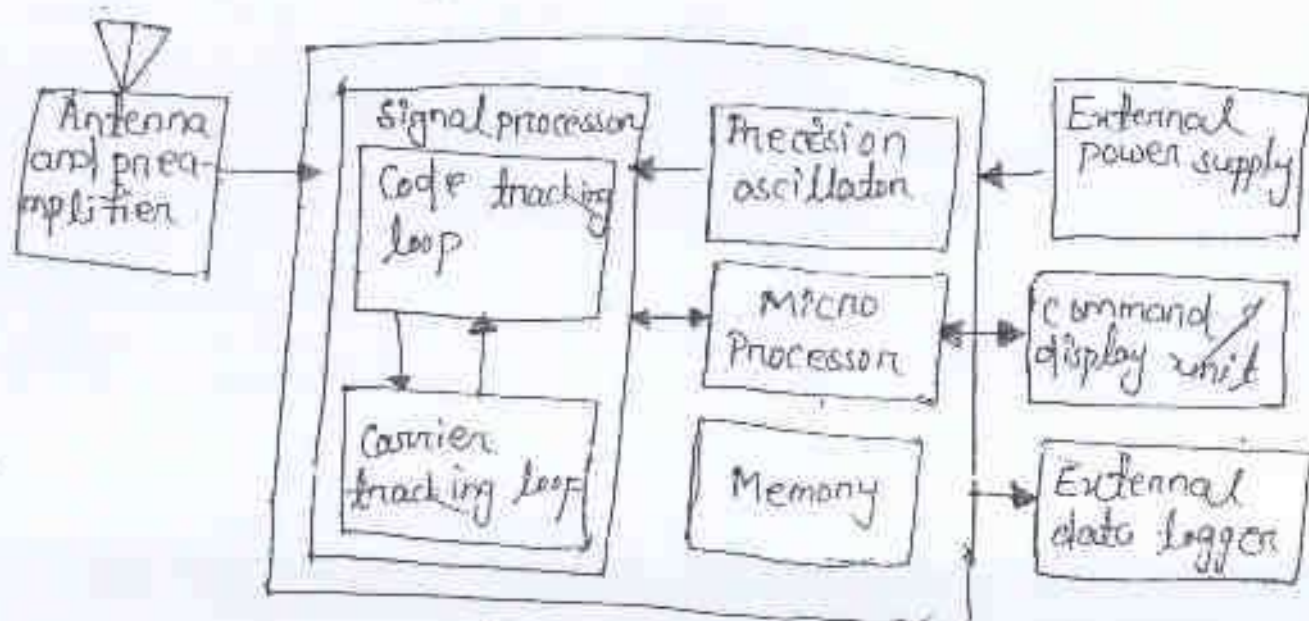 Antenna
and prea-
mplifier
Signal processor
Code tracking
loop
Carrier
tracking loop
Precision
oscillator
Micro
Processor
Memory
External
power supply
command &
display unit
External
data logger